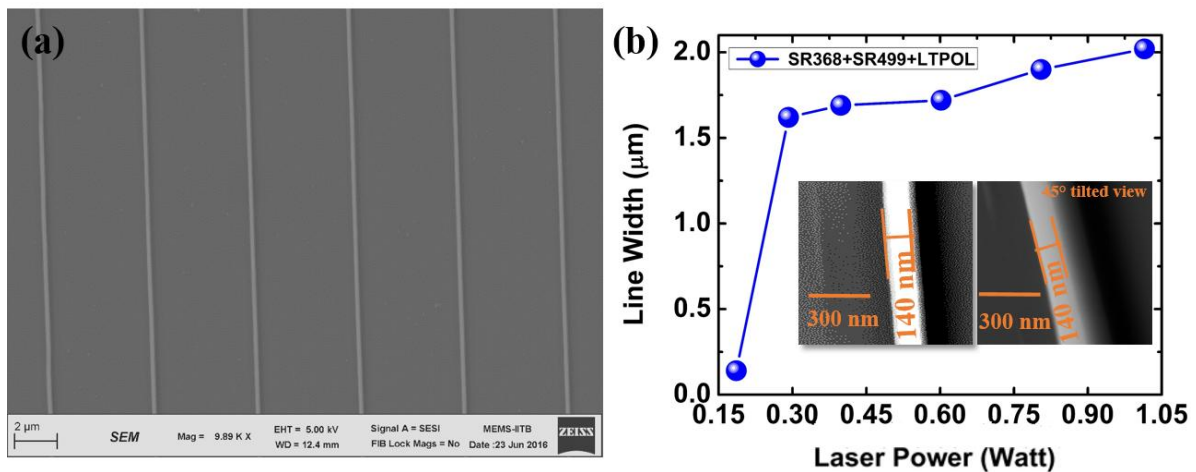 (a)
2 µm
SEM
Mag = 9.89 K X
EHT = 5.00 kV
WD = 12.4 mm
Signal A = SESI
FIB Lock Mags = No
MEMS-IITB
Date :23 Jun 2016
ZEISS
(b)
SR368+SR499+LTPOL
Line Width (µm)
2.0
1.5
1.0
0.5
0.0
0.15 0.30 0.45 0.60 0.75 0.90 1.05
Laser Power (Watt)
300 nm
140 nm
45° tilted view
300 nm
140 nm